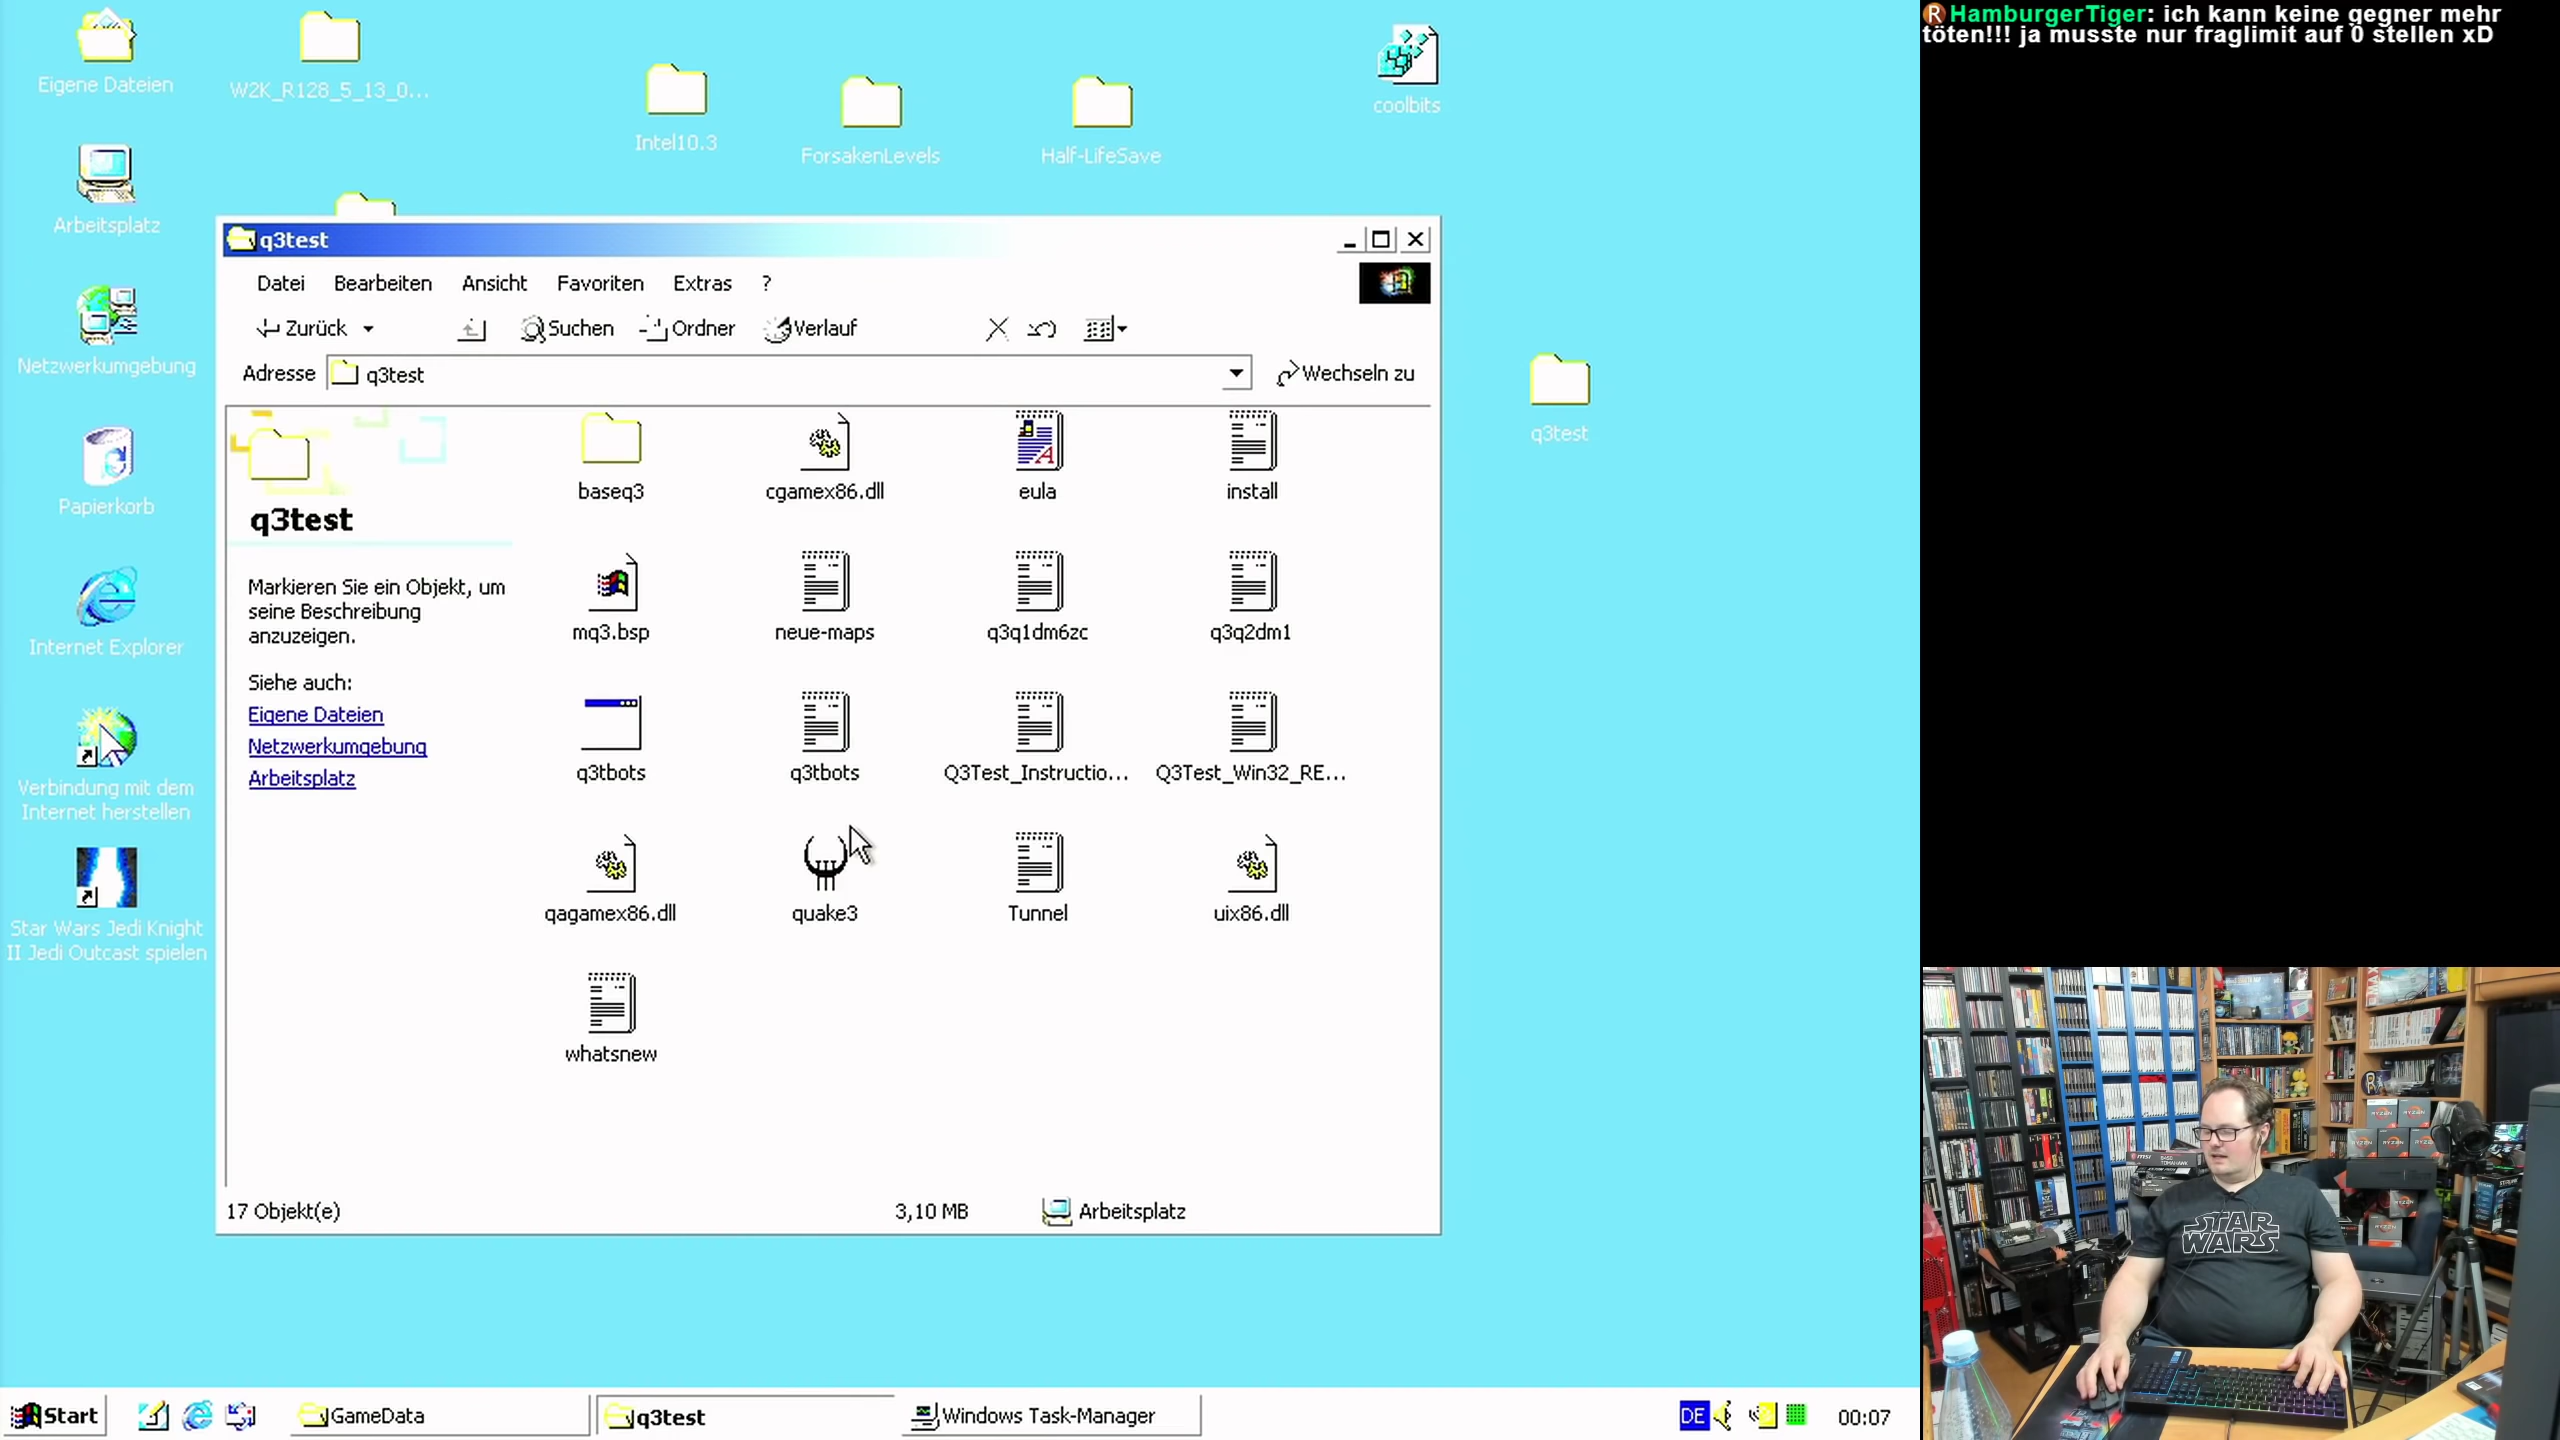 Eigene Dateien
W2K_R128_5_13_0...
Intel10.3
ForsakenLevels
Half-LifeSave
coolbits
Arbeitsplatz
Netzwerkumgebung
Papierkorb
Internet Explorer
Verbindung mit dem
Internet herstellen
Star Wars Jedi Knight
II Jedi Outcast spielen
q3test
q3test
Datei Bearbeiten Ansicht Favoriten Extras ?
Zurück Suchen Ordner Verlauf
Adresse q3test Wechseln zu
q3test
Markieren Sie ein Objekt, um
seine Beschreibung
anzuzeigen.
Siehe auch:
Eigene Dateien
Netzwerkumgebung
Arbeitsplatz
baseq3 cgamex86.dll eula install
mq3.bsp neue-maps q3q1dm6zc q3q2dm1
q3tbots q3tbots Q3Test_Instructio... Q3Test_Win32_RE...
qagamex86.dll quake3 Tunnel uix86.dll
whatsnew
17 Objekt(e) 3,10 MB Arbeitsplatz
Start GameData q3test Windows Task-Manager DE 00:07
R HamburgerTiger: ich kann keine gegner mehr
töten!!! ja musste nur fraglimit auf 0 stellen xD
RYZEN
STAR
WARS